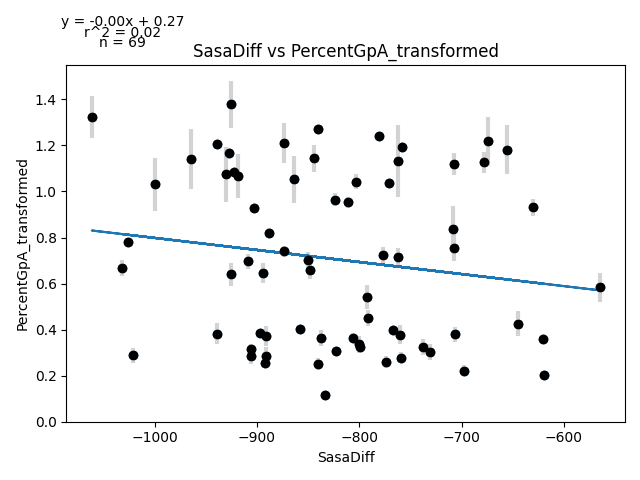 y = -0.00x + 0.27
r^2 = 0.02
n = 69
SasaDiff vs PercentGpA_transformed
1.4
1.2
1.0
0.8
0.6
0.4
0.2
0.0
PercentGpA_transformed
−1000
−900
−800
−700
−600
SasaDiff